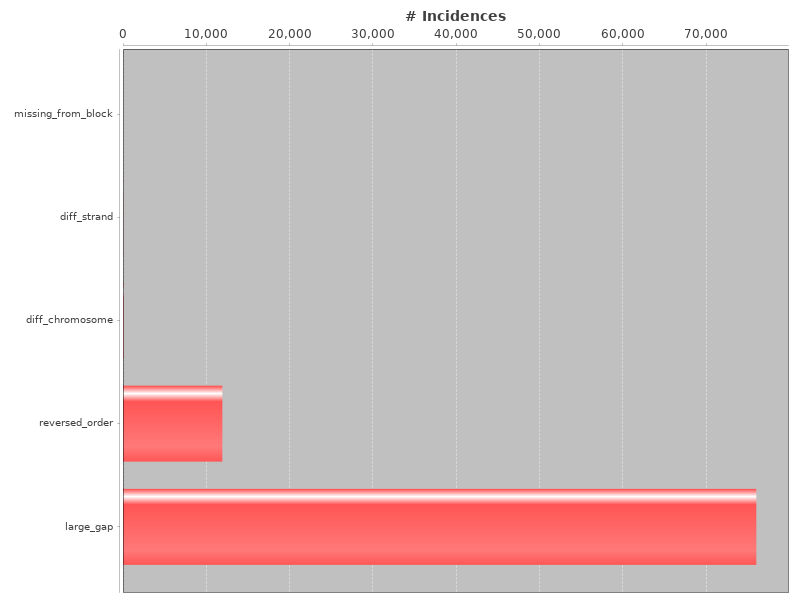 # Incidences
0 10,000 20,000 30,000 40,000 50,000 60,000 70,000
missing_from_block
diff_strand
diff_chromosome
reversed_order
large_gap